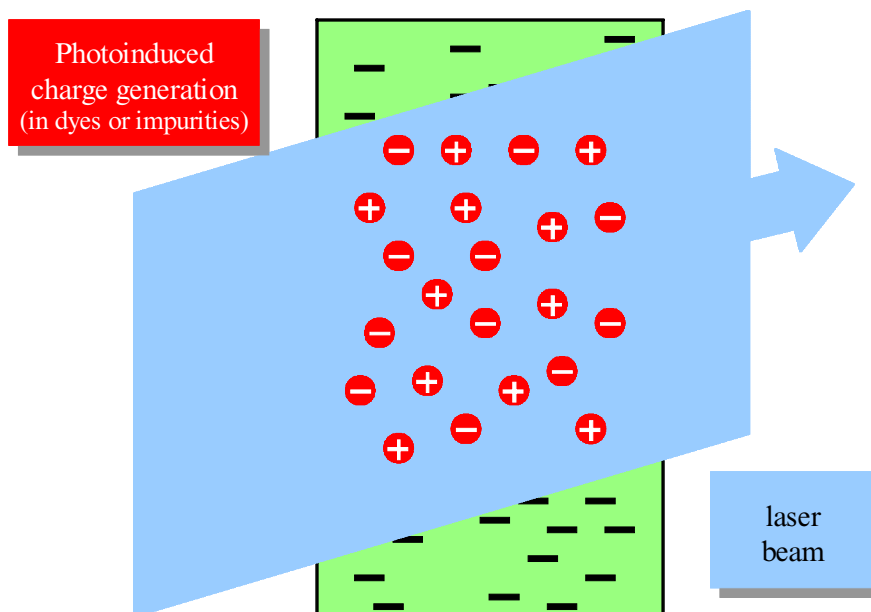 Photoinduced
charge generation
(in dyes or impurities)
laser
beam